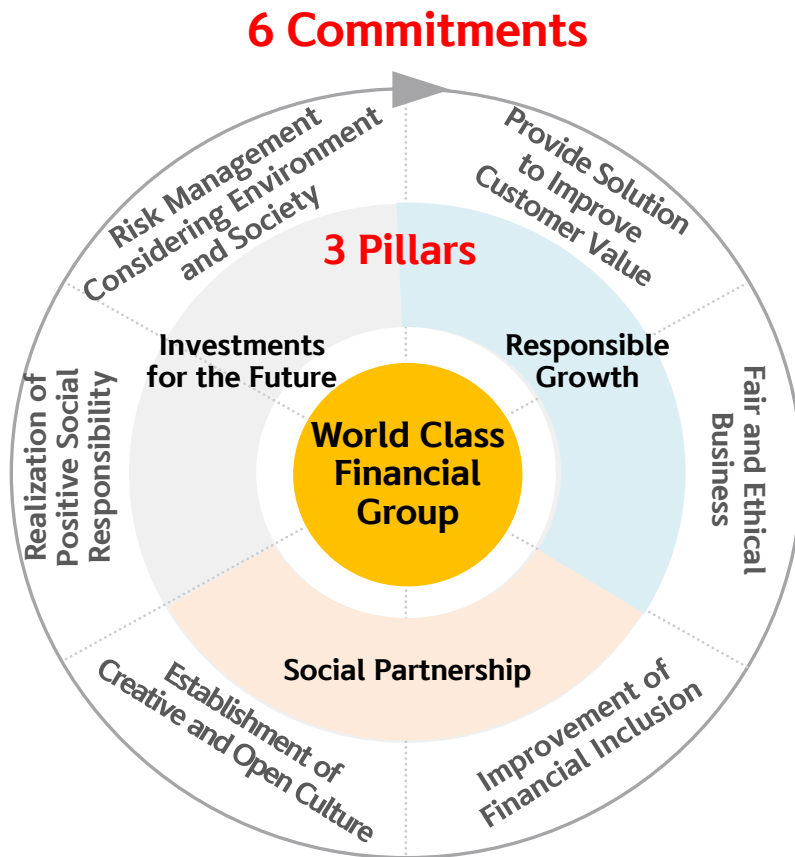 6 Commitments
Provide Solution
to Improve
Customer Value
Fair and Ethical
Business
Improvement of
Financial Inclusion
Establishment of
Creative and Open Culture
Realization of
Positive Social
Responsibility
Risk Management
Considering Environment
and Society
3 Pillars
Responsible
Growth
Social Partnership
Investments
for the Future
World Class
Financial
Group